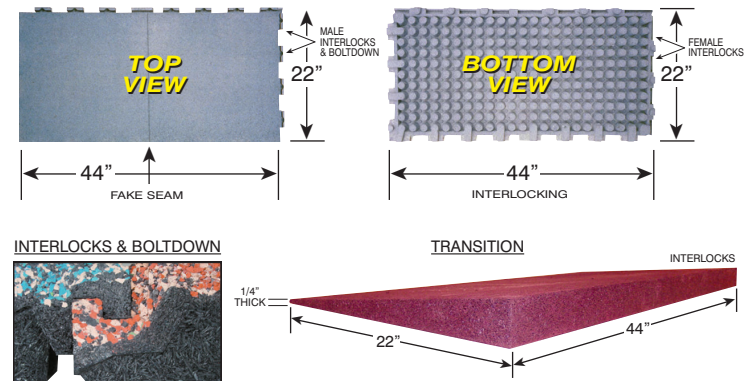 TOP
VIEW
MALE
INTERLOCKS
& BOLTDOWN
22”
44”
FAKE SEAM
BOTTOM
VIEW
FEMALE
INTERLOCKS
22”
44”
INTERLOCKING
INTERLOCKS & BOLTDOWN
TRANSITION
INTERLOCKS
1/4”
THICK
22”
44”